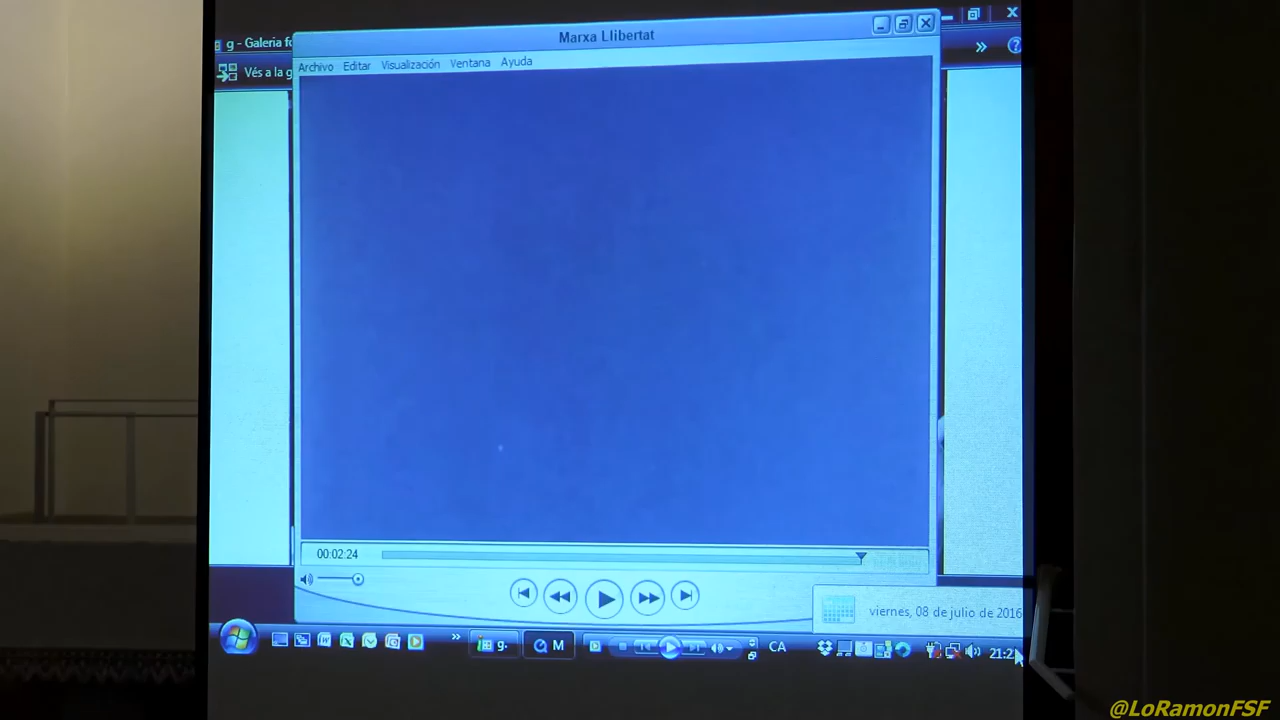 Marxa Llibertat
g - Galeria fo
Vés a la g
Archivo Editar Visualización Ventana Ayuda
00:02:24
viernes, 08 de julio de 2016
g.
M
CA
@LoRamonFSF